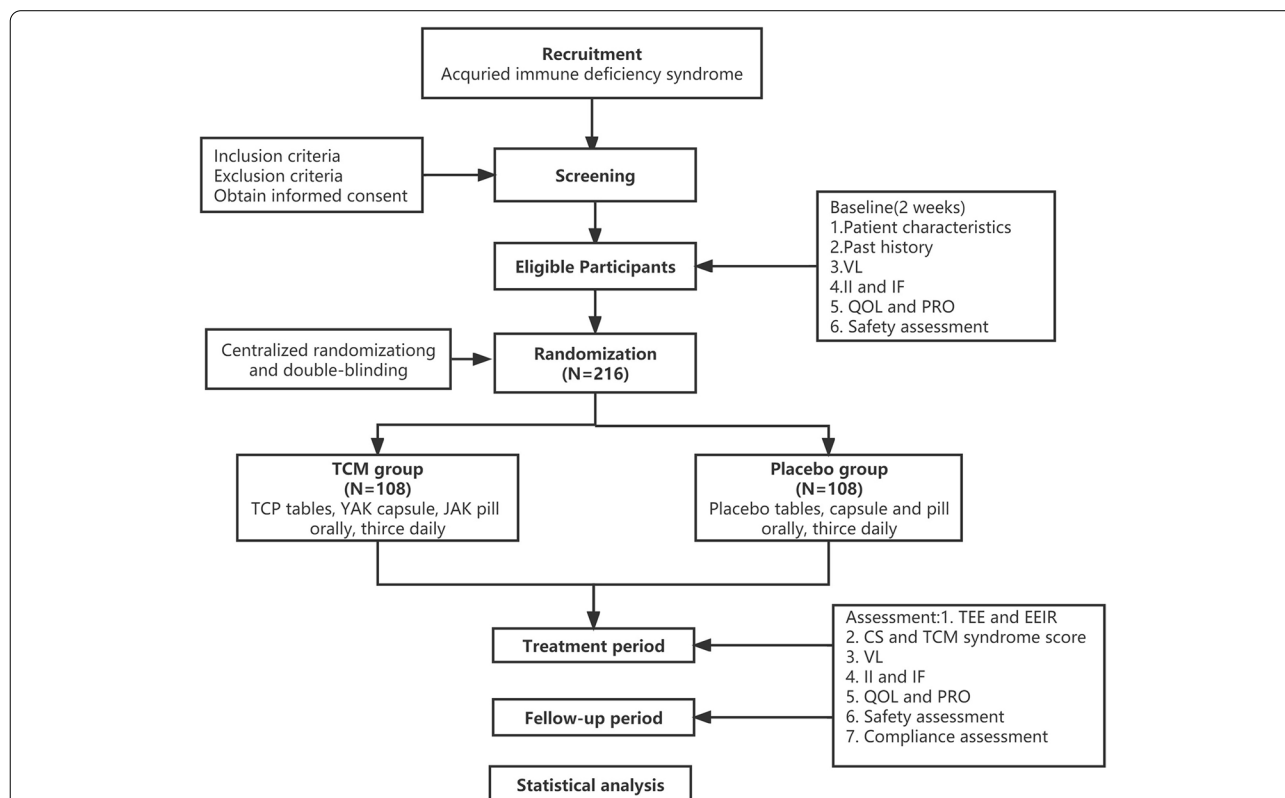 Recruitment
Acquried immune deficiency syndrome
Inclusion criteria
Exclusion criteria
Obtain informed consent
Screening
Baseline(2 weeks)
1.Patient characteristics
2.Past history
3.VL
4.II and IF
5. QOL and PRO
6. Safety assessment
Eligible Participants
Centralized randomizationg
and double-blinding
Randomization
(N=216)
TCM group
(N=108)
TCP tables, YAK capsule, JAK pill
orally, thirce daily
Placebo group
(N=108)
Placebo tables, capsule and pill
orally, thirce daily
Assessment:1. TEE and EEIR
2. CS and TCM syndrome score
3. VL
4. II and IF
5. QOL and PRO
6. Safety assessment
7. Compliance assessment
Treatment period
Fellow-up period
Statistical analysis